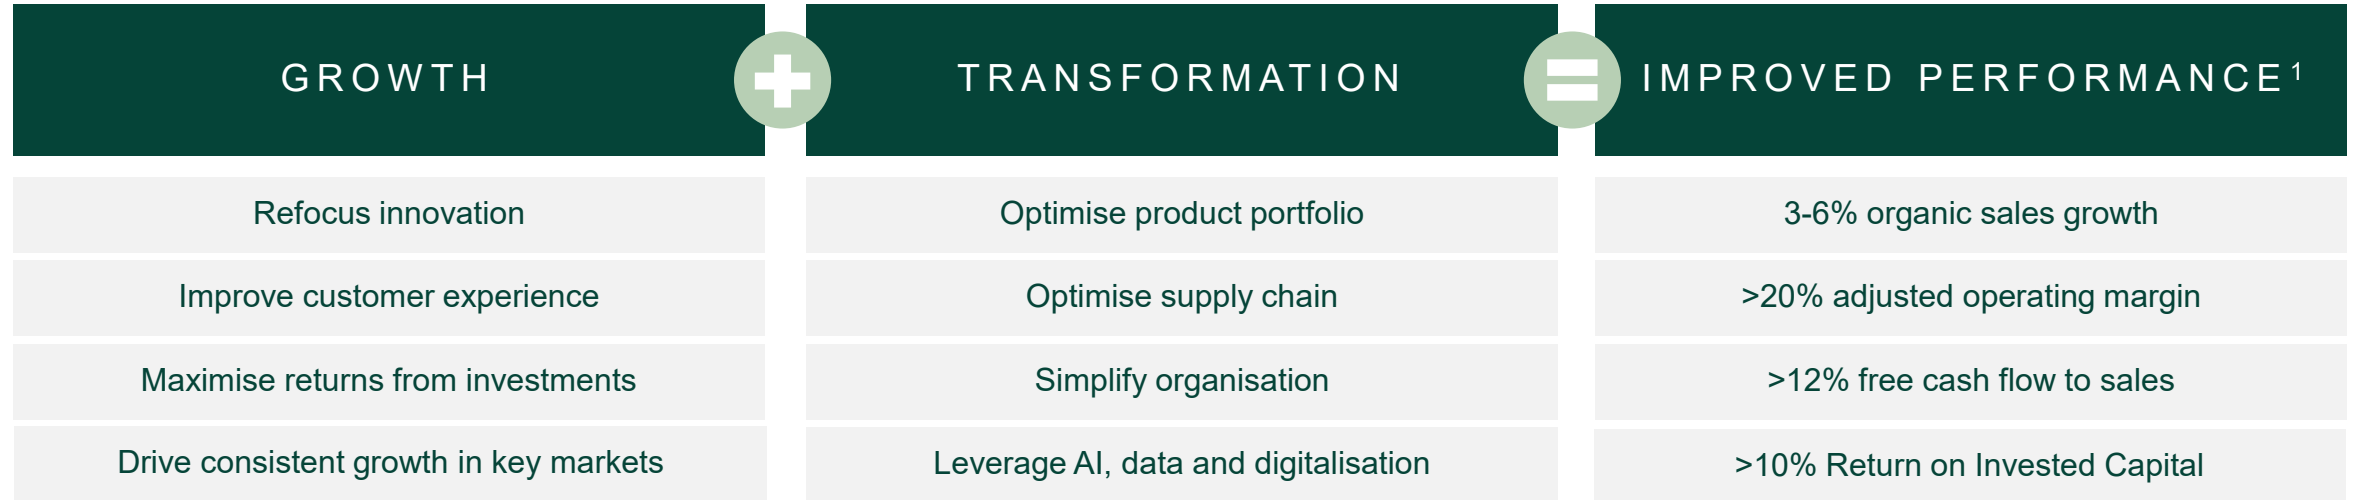 GROWTH
Refocus innovation
Improve customer experience
Maximise returns from investments
Drive consistent growth in key markets
TRANSFORMATION
Optimise product portfolio
Optimise supply chain
Simplify organisation
Leverage AI, data and digitalisation
IMPROVED PERFORMANCE¹
3-6% organic sales growth
>20% adjusted operating margin
>12% free cash flow to sales
>10% Return on Invested Capital